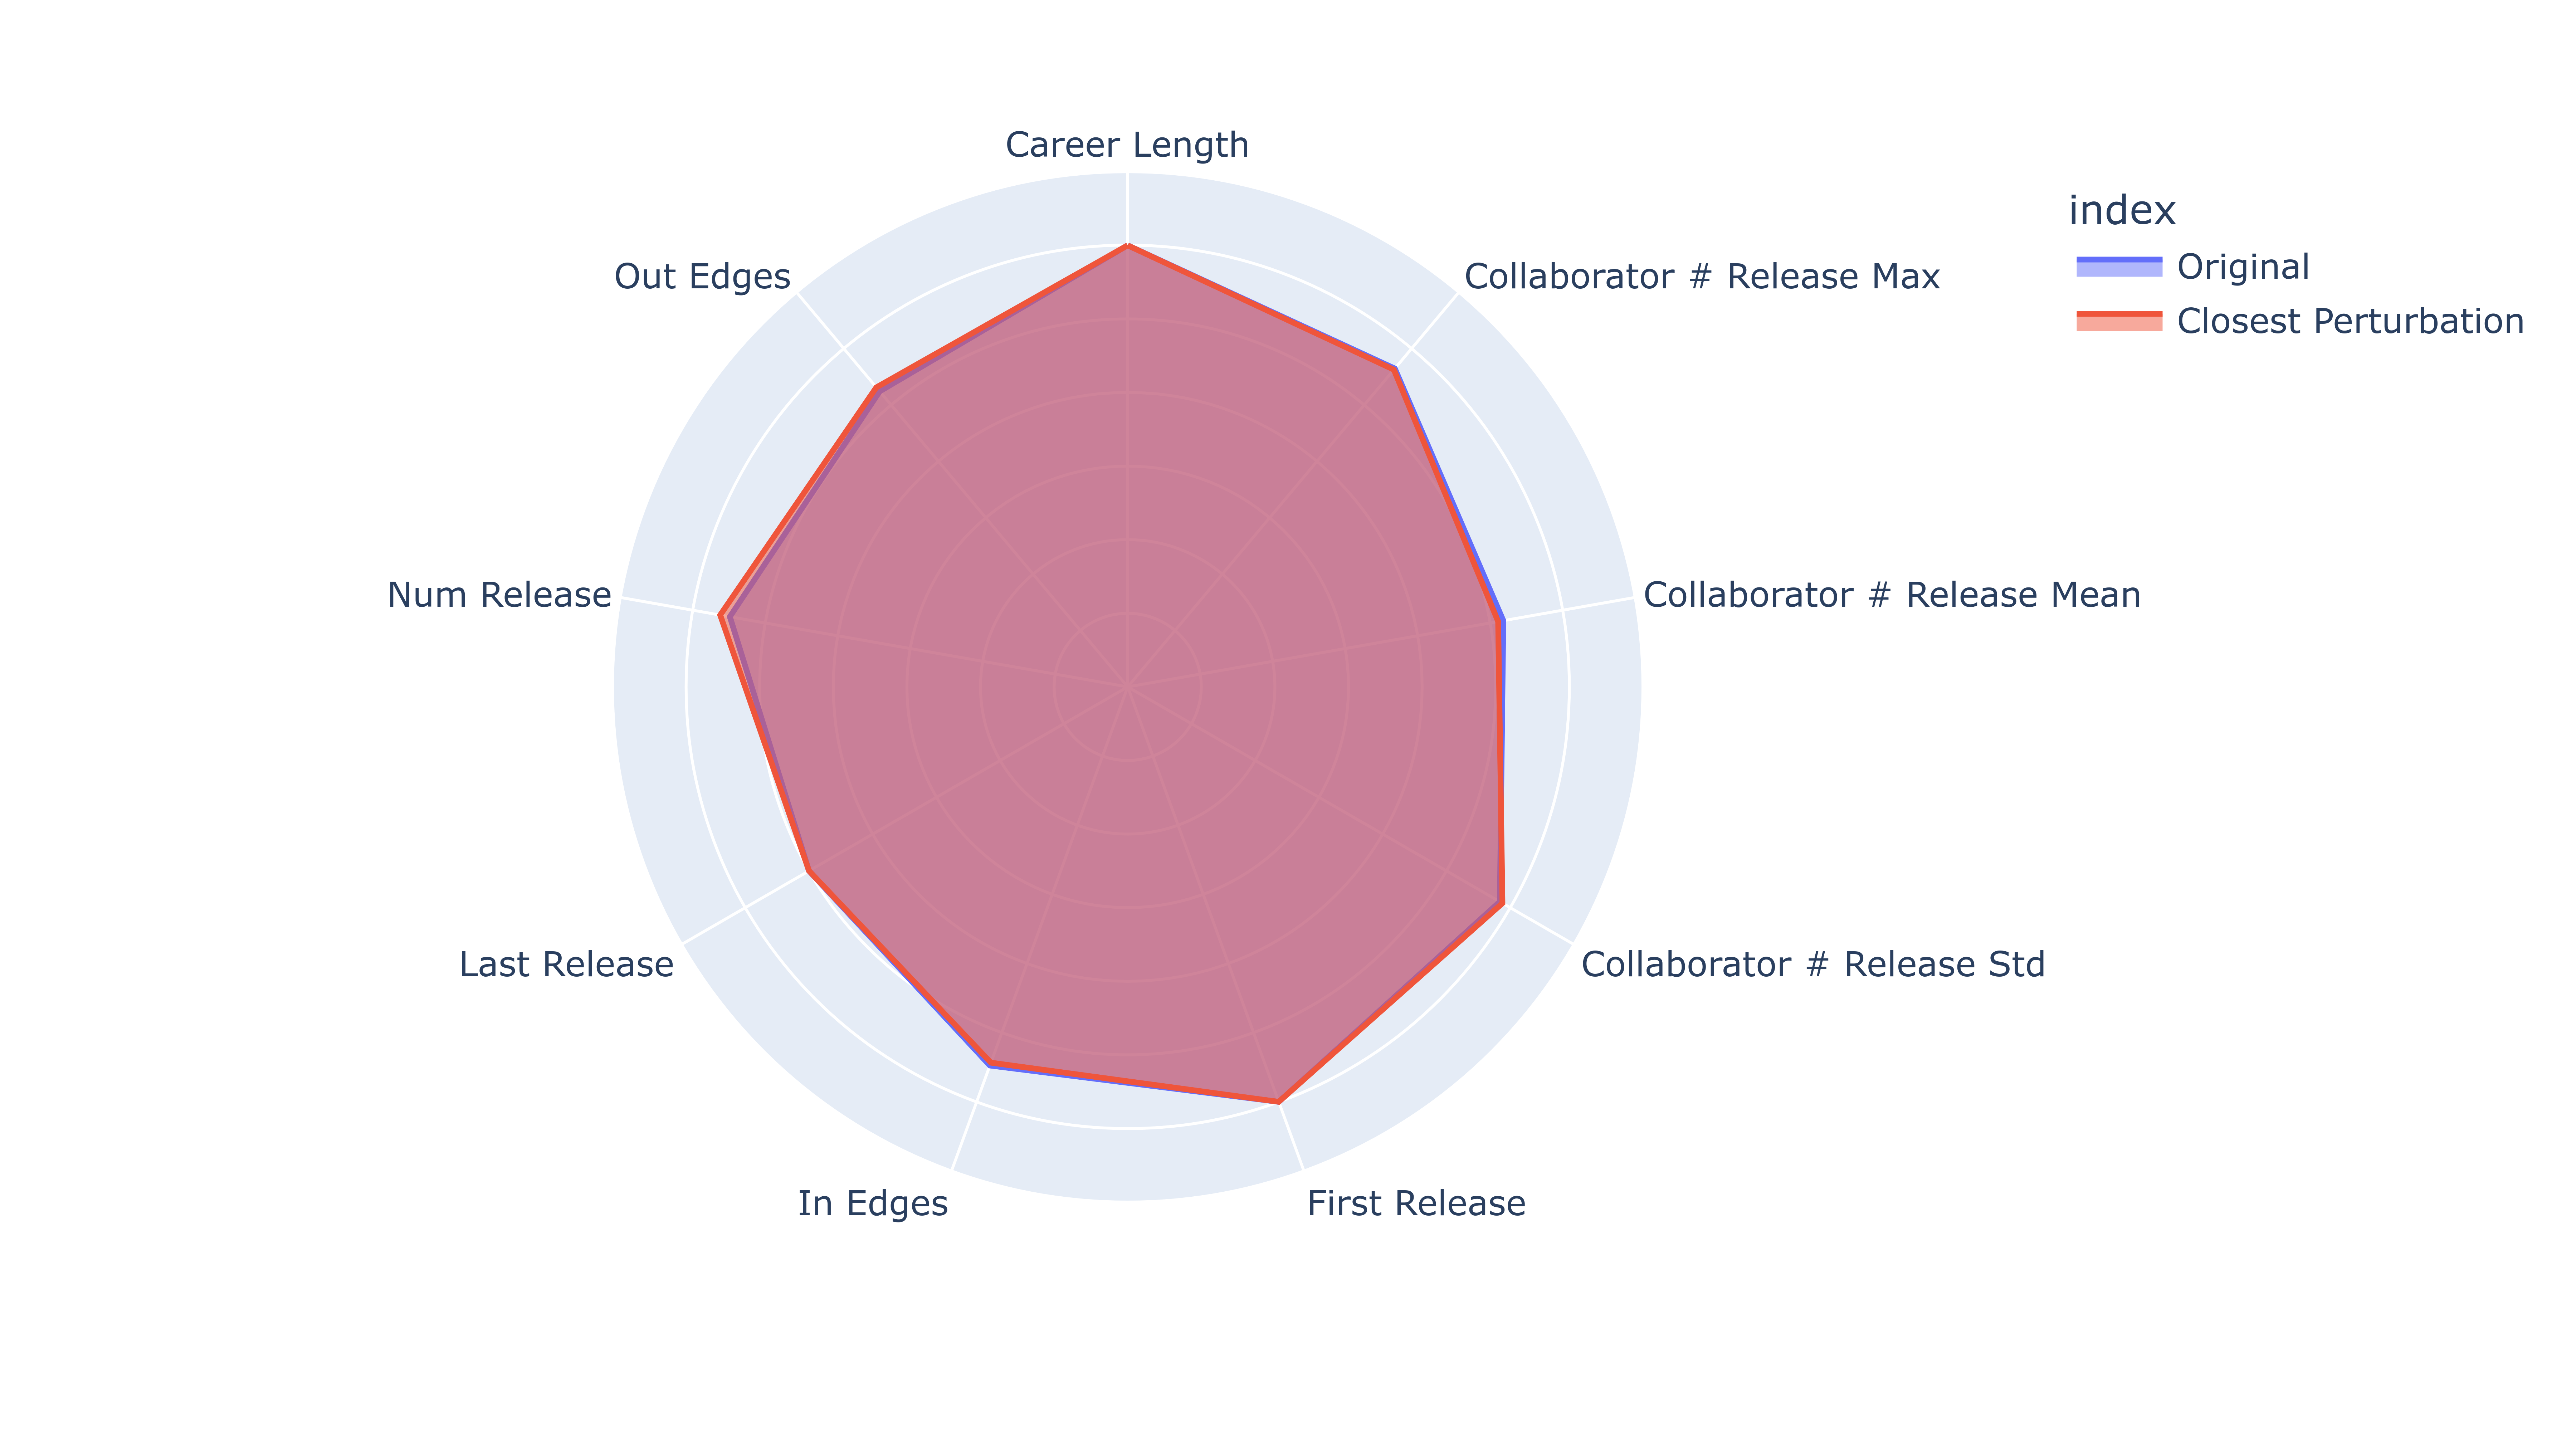 Career Length
Out Edges
Collaborator # Release Max
index
Original
Closest Perturbation
Num Release
Collaborator # Release Mean
Last Release
Collaborator # Release Std
In Edges
First Release